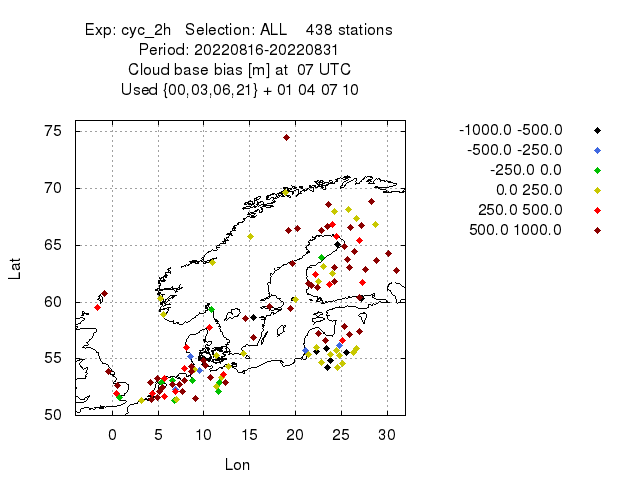 Exp: cyc_2h   Selection: ALL    438 stations
Period: 20220816-20220831
Cloud base bias [m] at  07 UTC
Used {00,03,06,21} + 01 04 07 10
-1000.0 -500.0
-500.0 -250.0
-250.0 0.0
0.0 250.0
250.0 500.0
500.0 1000.0
75
70
65
60
55
50
Lat
0 5 10 15 20 25 30
Lon